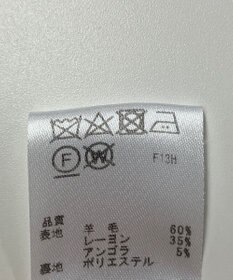 F W F13H
品質
表地 羊毛 60%
レーヨン 35%
アンゴラ 5%
裏地 ポリエステル